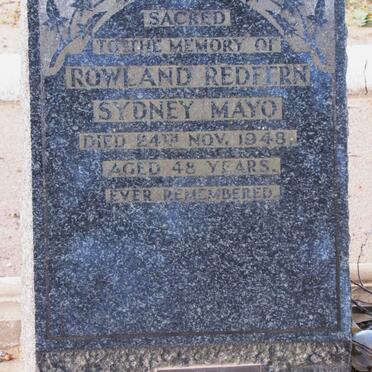 SACRED
TO THE MEMORY OF
ROWLAND REDFERN
SYDNEY MAYO
DIED 24TH NOV. 1948.
AGED 48 YEARS.
EVER REMEMBERED.